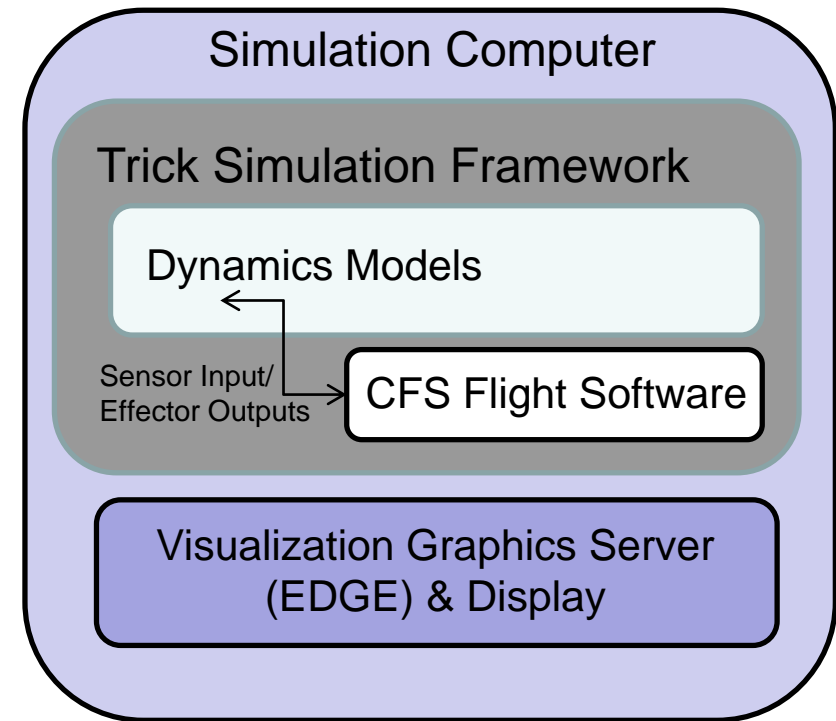 Simulation Computer
Trick Simulation Framework
Dynamics Models
Sensor Input/
Effector Outputs
CFS Flight Software
Visualization Graphics Server
(EDGE) & Display